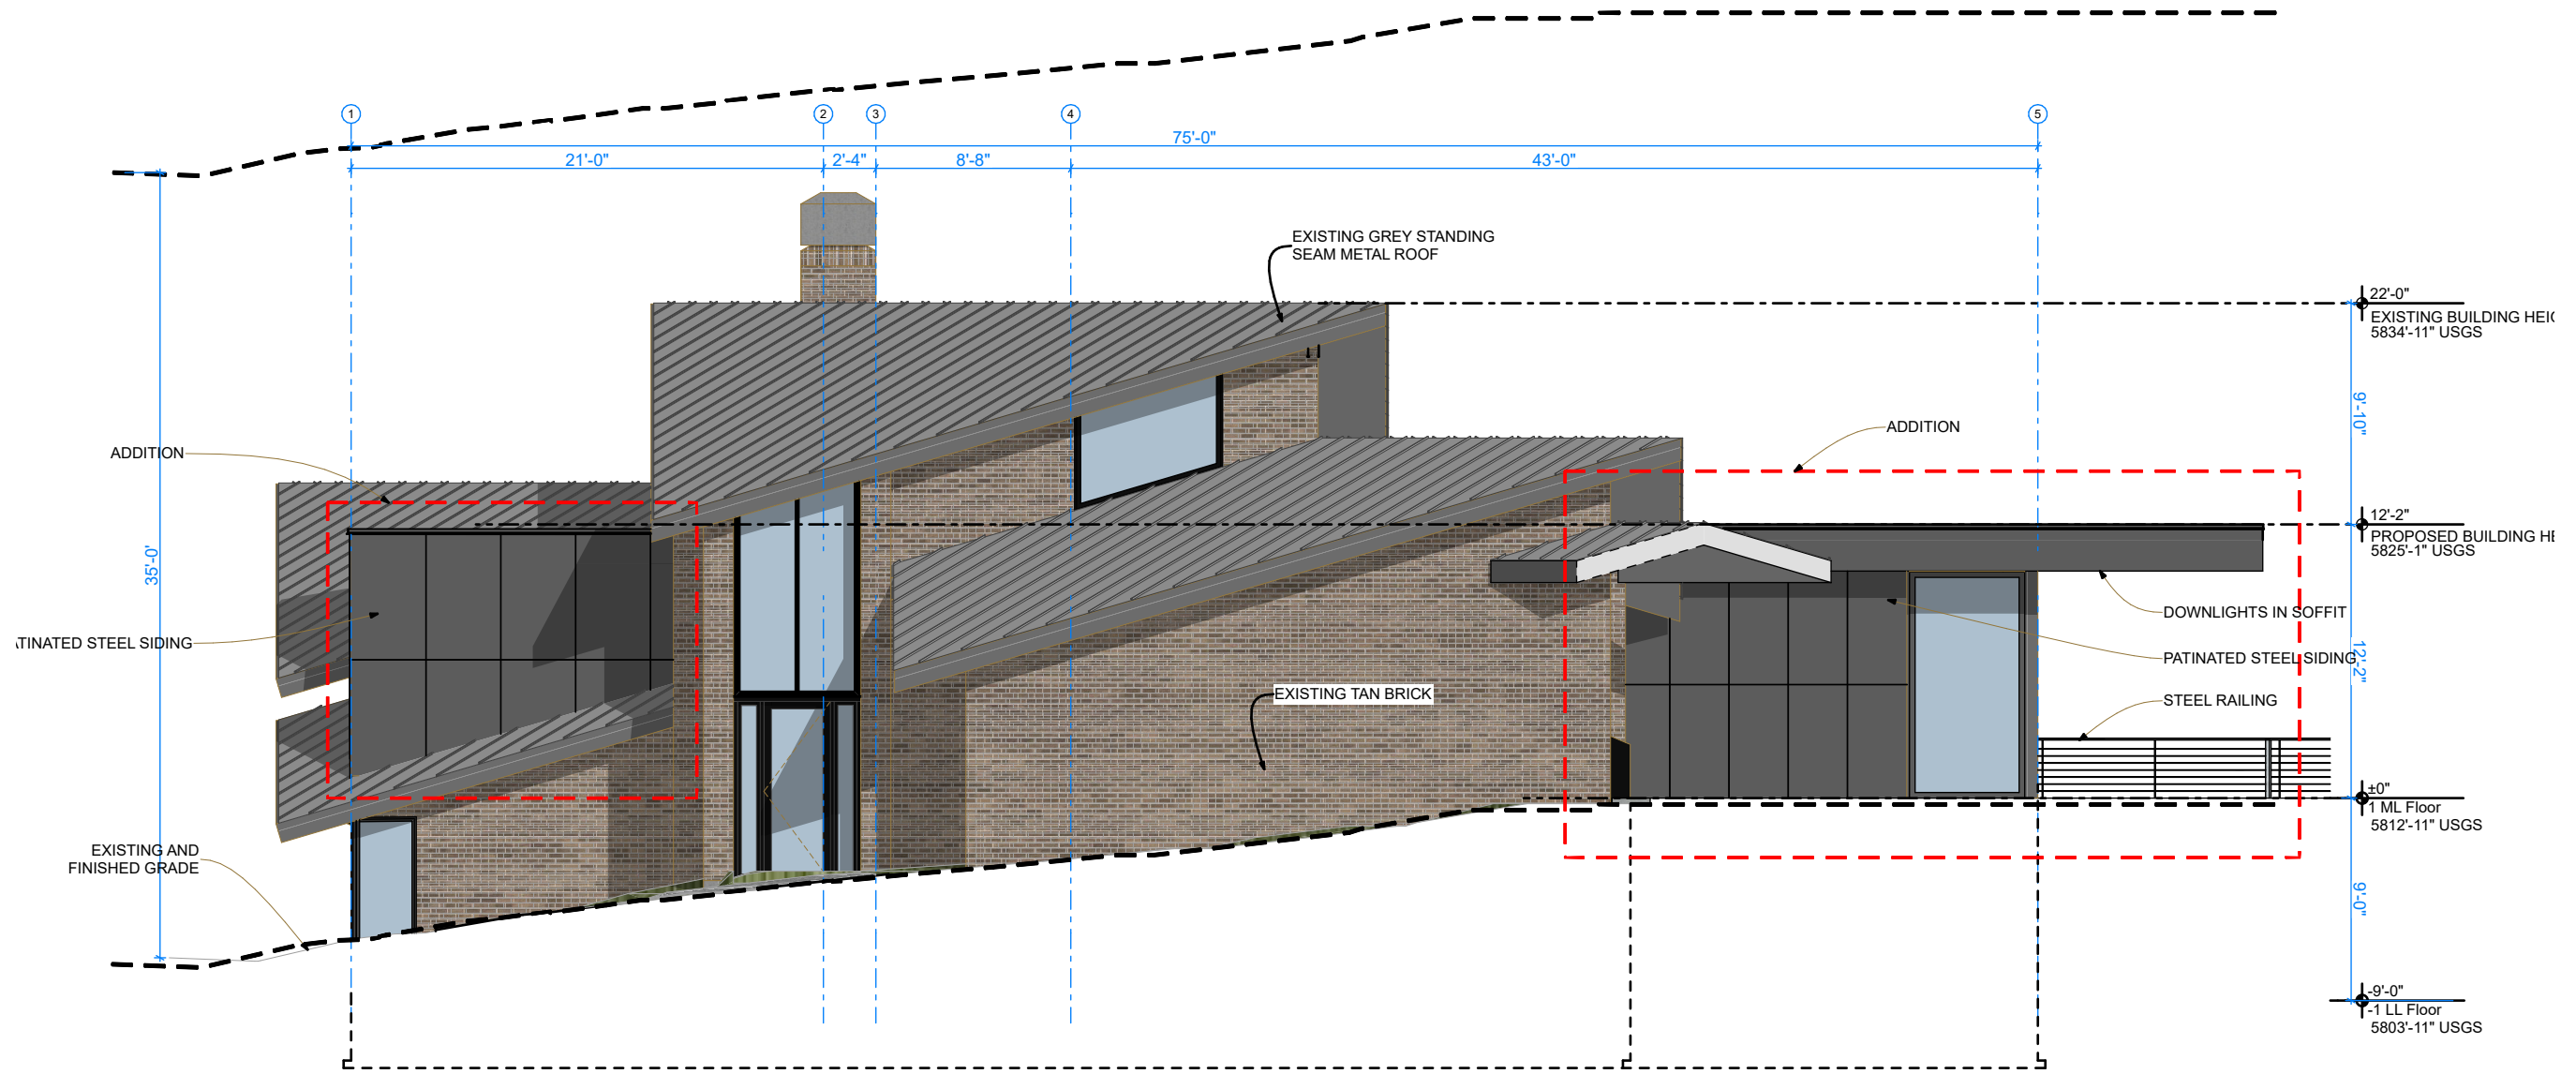 1
2
3
4
5
75'-0"
21'-0"
2'-4"
8'-8"
43'-0"
EXISTING GREY STANDING
SEAM METAL ROOF
22'-0"
EXISTING BUILDING HEIG
5834'-11" USGS
9'-10"
ADDITION
ADDITION
12'-2"
PROPOSED BUILDING HE
5825'-1" USGS
35'-0'
DOWNLIGHTS IN SOFFIT
ATINATED STEEL SIDING
PATINATED STEEL SIDING
12'-2"
EXISTING TAN BRICK
STEEL RAILING
±0"
1 ML Floor
5812'-11" USGS
EXISTING AND
FINISHED GRADE
9'-0"
-9'-0"
-1 LL Floor
5803'-11" USGS